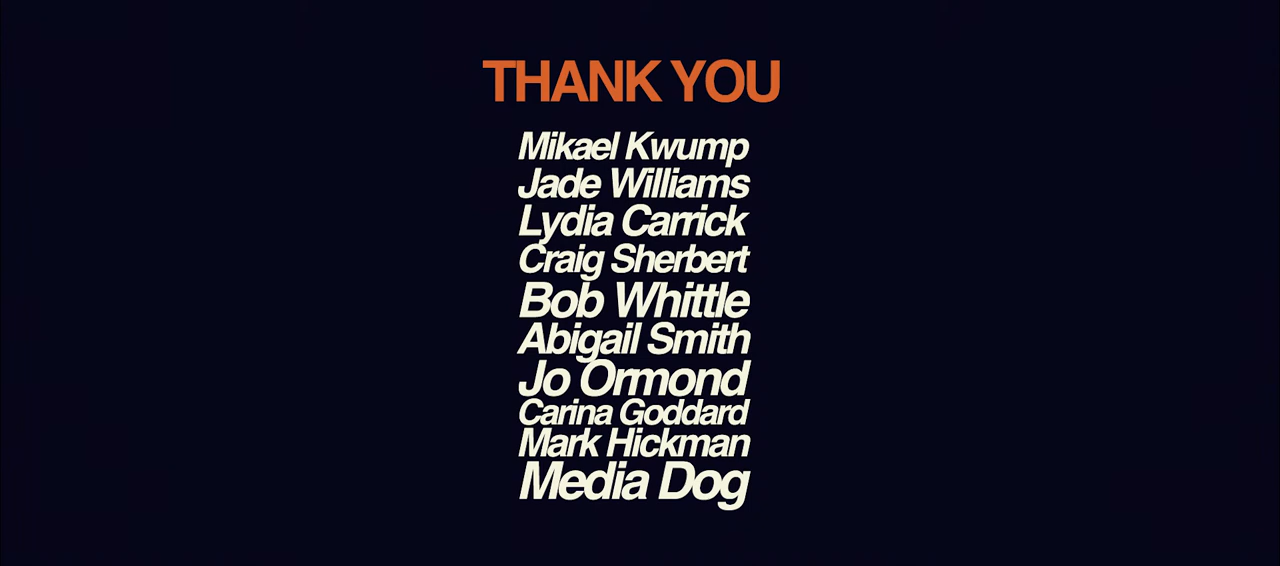 THANK YOU
Mikael Kwump
Jade Williams
Lydia Carrick
Craig Sherbert
Bob Whittle
Abigail Smith
Jo Ormond
Carina Goddard
Mark Hickman
Media Dog